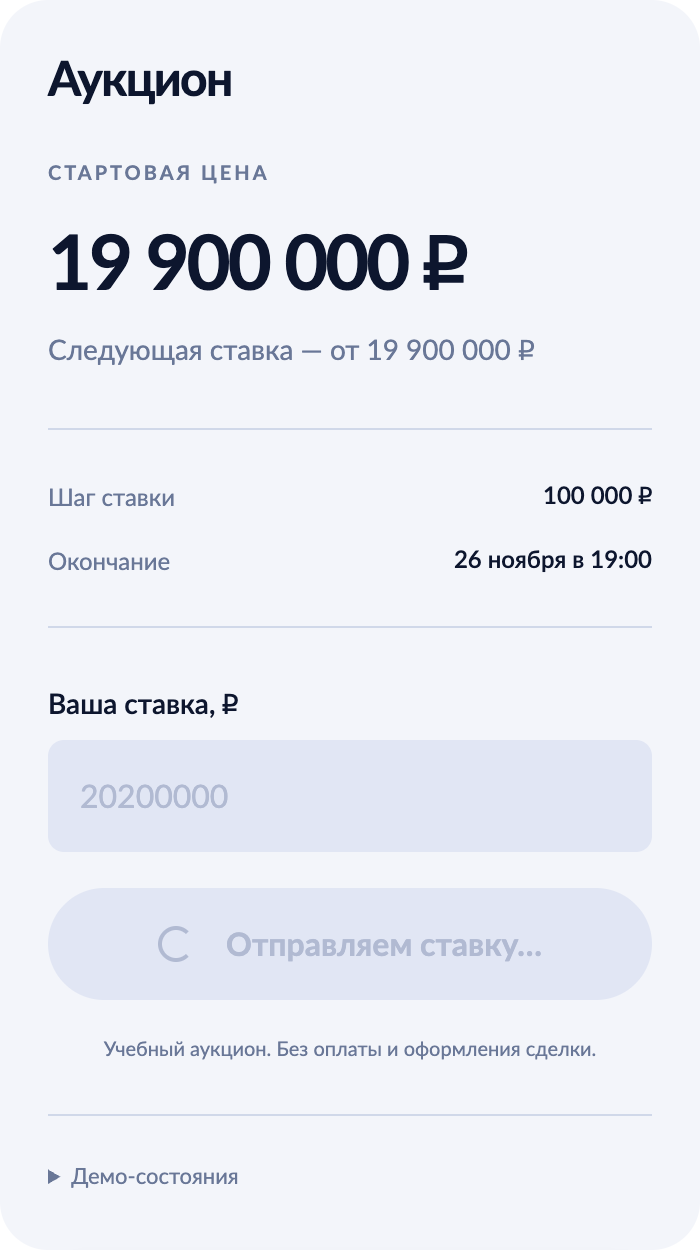 Аукцион
СТАРТОВАЯ ЦЕНА
19 900 000 ₽
Следующая ставка — от 19 900 000 ₽
Шаг ставки 100 000 ₽
Окончание 26 ноября в 19:00
Ваша ставка, ₽
20200000
Отправляем ставку...
Учебный аукцион. Без оплаты и оформления сделки.
Демо-состояния